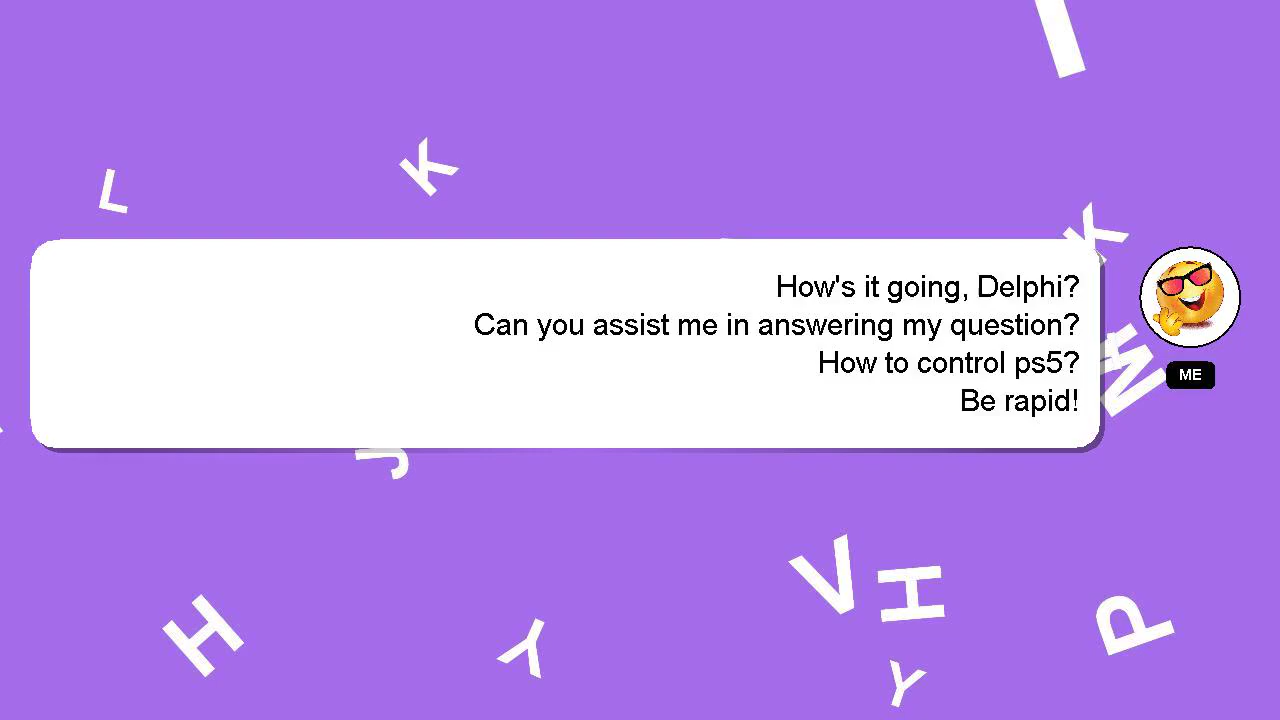 I
K
L
K
How's it going, Delphi?
Can you assist me in answering my question?
How to control ps5?
Be rapid!
M
ME
J
V
H
H
P
Y
Y